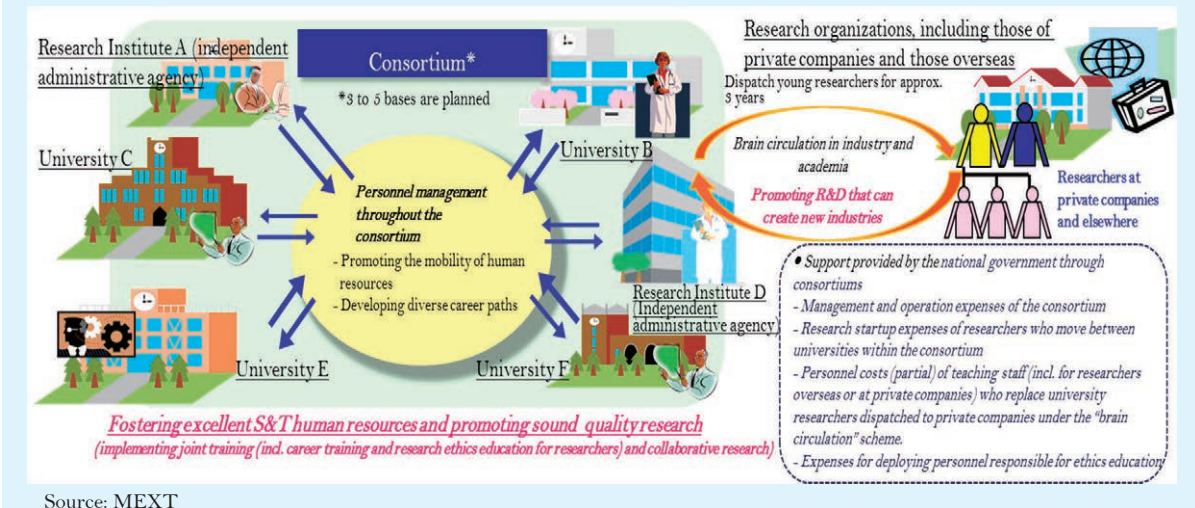 Research Institute A (independent
administrative agency)
Consortium*
*3 to 5 bases are planned
University C
University B
Personnel management
throughout the
consortium
- Promoting the mobility of human
resources
- Developing diverse career paths
Research Institute D
(Independent
administrative agency)
University E
University F
Fostering excellent S&T human resources and promoting sound quality research
(implementing joint training (incl. career training and research ethics education for researchers) and collaborative research)
Research organizations, including those of
private companies and those overseas
Dispatch young researchers for approx.
3 years
Brain circulation in industry and
academia
Promoting R&D that can
create new industries
Researchers at
private companies
and elsewhere
• Support provided by the national government through
consortiums
- Management and operation expenses of the consortium
- Research startup expenses of researchers who move between
universities within the consortium
- Personnel costs (partial) of teaching staff (incl. for researchers
overseas or at private companies) who replace university
researchers dispatched to private companies under the "brain
circulation" scheme.
- Expenses for deploying personnel responsible for ethics education
Source: MEXT